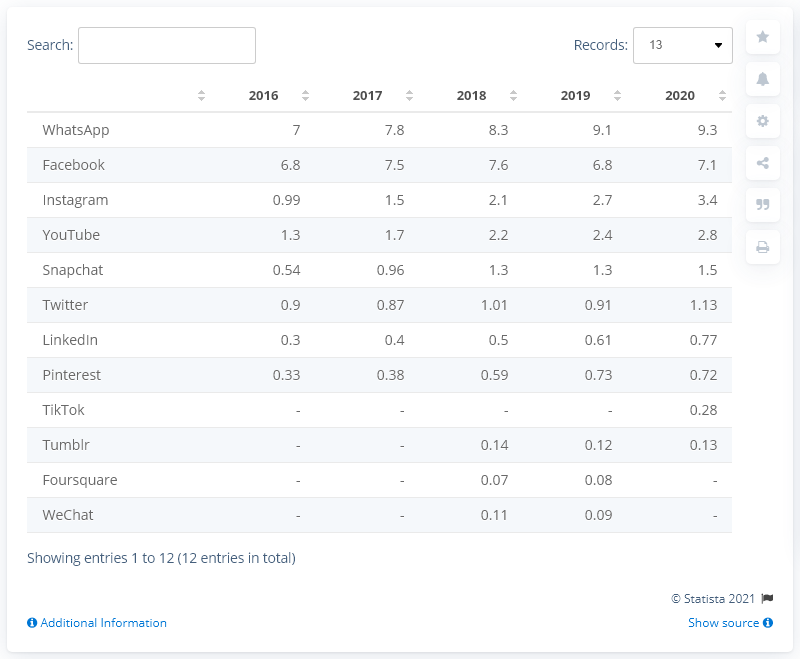 Search:
Records: 13
2016 2017 2018 2019 2020
WhatsApp 7 7.8 8.3 9.1 9.3
Facebook 6.8 7.5 7.6 6.8 7.1
Instagram 0.99 1.5 2.1 2.7 3.4
YouTube 1.3 1.7 2.2 2.4 2.8
Snapchat 0.54 0.96 1.3 1.3 1.5
Twitter 0.9 0.87 1.01 0.91 1.13
LinkedIn 0.3 0.4 0.5 0.61 0.77
Pinterest 0.33 0.38 0.59 0.73 0.72
TikTok - - - - 0.28
Tumblr - - 0.14 0.12 0.13
Foursquare - - 0.07 0.08 -
WeChat - - 0.11 0.09 -
Showing entries 1 to 12 (12 entries in total)
© Statista 2021
Additional Information
Show source